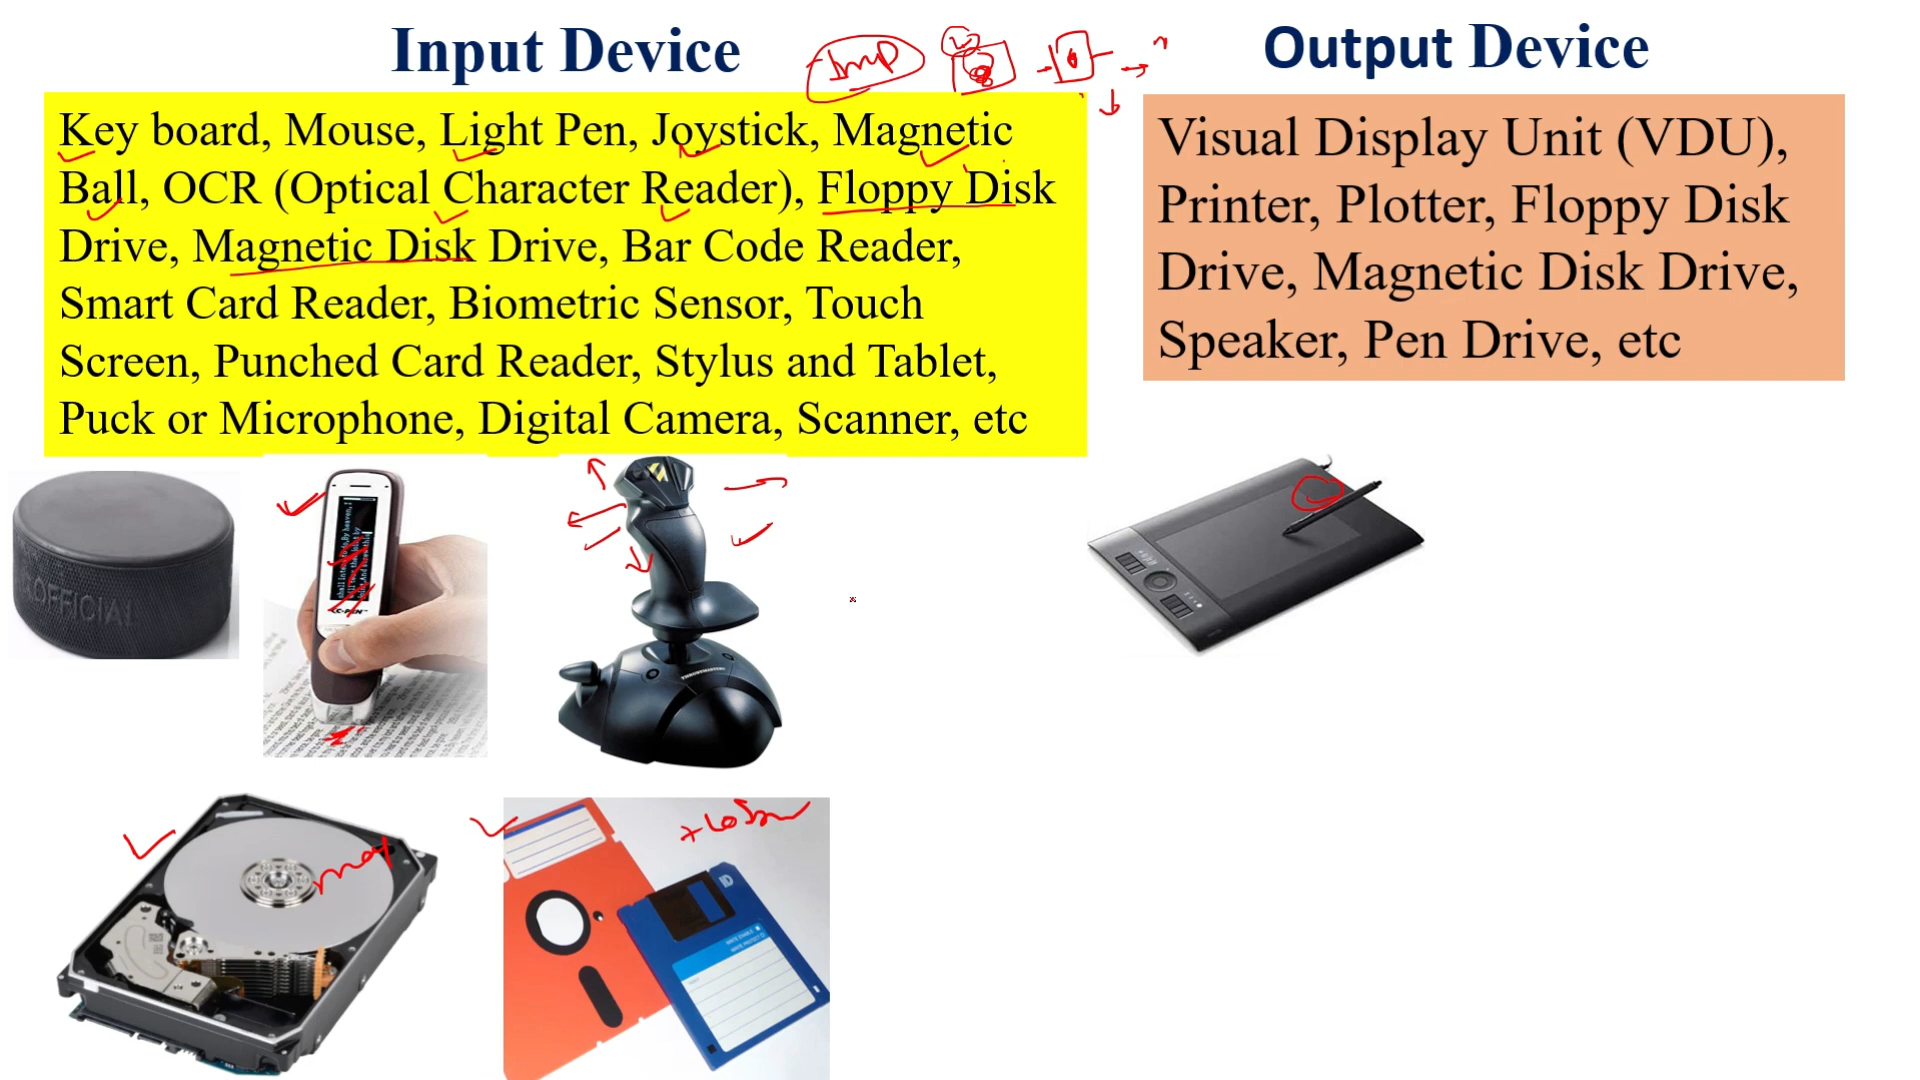 Input Device
Imp
Output Device
Key board, Mouse, Light Pen, Joystick, Magnetic
Ball, OCR (Optical Character Reader), Floppy Disk
Drive, Magnetic Disk Drive, Bar Code Reader,
Smart Card Reader, Biometric Sensor, Touch
Screen, Punched Card Reader, Stylus and Tablet,
Puck or Microphone, Digital Camera, Scanner, etc
Visual Display Unit (VDU),
Printer, Plotter, Floppy Disk
Drive, Magnetic Disk Drive,
Speaker, Pen Drive, etc
OFFICIAL